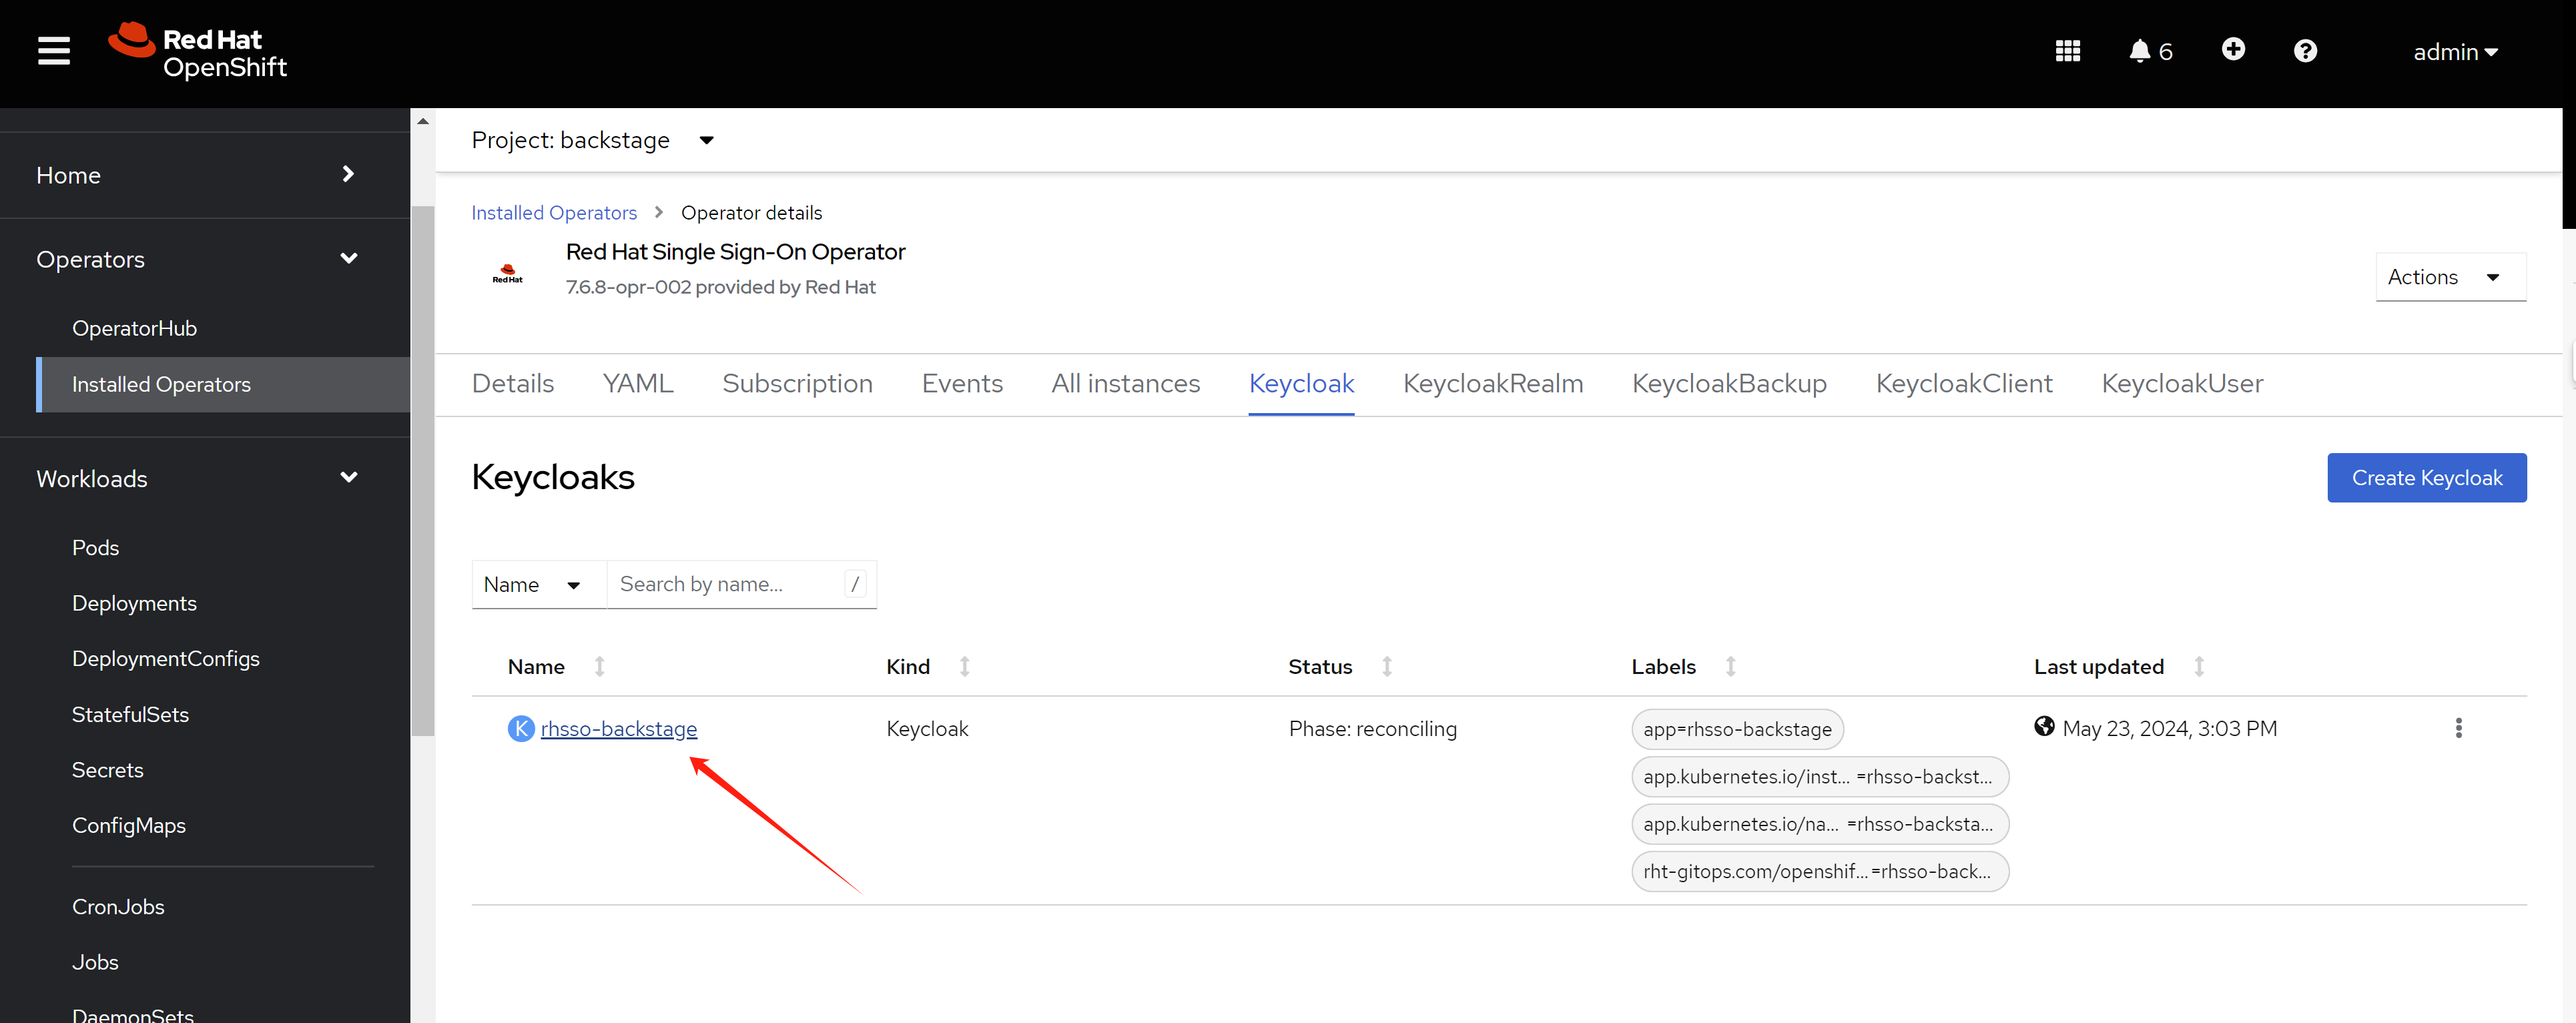 Red Hat
OpenShift
6
admin
Project: backstage
Home
Operators
OperatorHub
Installed Operators
Workloads
Pods
Deployments
DeploymentConfigs
StatefulSets
Secrets
ConfigMaps
CronJobs
Jobs
DaemonSets
Installed Operators > Operator details
Red Hat
Red Hat Single Sign-On Operator
7.6.8-opr-002 provided by Red Hat
Actions
Details YAML Subscription Events All instances Keycloak KeycloakRealm KeycloakBackup KeycloakClient KeycloakUser
Keycloaks
Create Keycloak
Name Search by name... /
Name Kind Status Labels Last updated
K rhsso-backstage Keycloak Phase: reconciling app=rhsso-backstage May 23, 2024, 3:03 PM
app.kubernetes.io/inst... =rhsso-backst...
app.kubernetes.io/na... =rhsso-backsta...
rht-gitops.com/openshif...=rhsso-back...